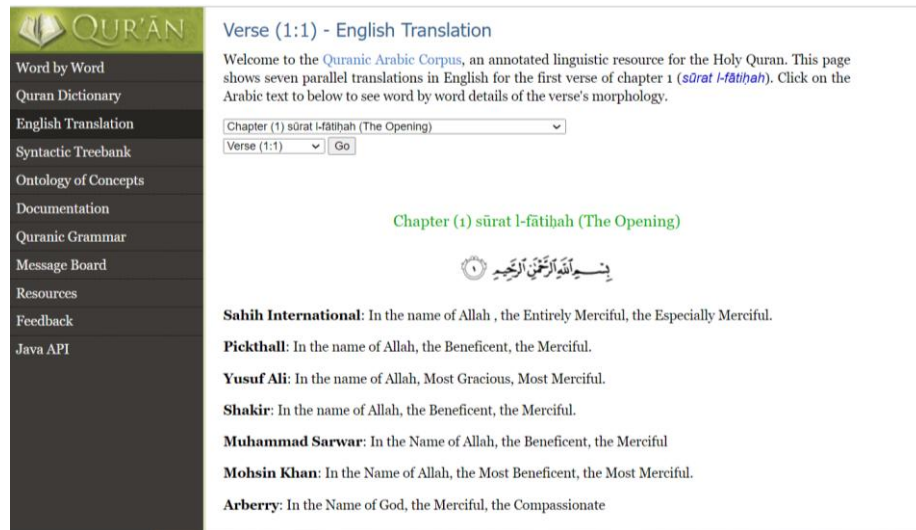 QUR'ĀN
Word by Word
Quran Dictionary
English Translation
Syntactic Treebank
Ontology of Concepts
Documentation
Quranic Grammar
Message Board
Resources
Feedback
Java API
Verse (1:1) - English Translation
Welcome to the Quranic Arabic Corpus, an annotated linguistic resource for the Holy Quran. This page
shows seven parallel translations in English for the first verse of chapter 1 (sūrat l-fātiḥah). Click on the
Arabic text to below to see word by word details of the verse's morphology.
Chapter (1) sūrat l-fātiḥah (The Opening)
Verse (1:1) Go
Chapter (1) sūrat l-fātiḥah (The Opening)
بِسْمِ ٱللَّهِ ٱلرَّحْمَٰنِ ٱلرَّحِيمِ ١
Sahih International: In the name of Allah , the Entirely Merciful, the Especially Merciful.
Pickthall: In the name of Allah, the Beneficent, the Merciful.
Yusuf Ali: In the name of Allah, Most Gracious, Most Merciful.
Shakir: In the name of Allah, the Beneficent, the Merciful.
Muhammad Sarwar: In the Name of Allah, the Beneficent, the Merciful
Mohsin Khan: In the Name of Allah, the Most Beneficent, the Most Merciful.
Arberry: In the Name of God, the Merciful, the Compassionate